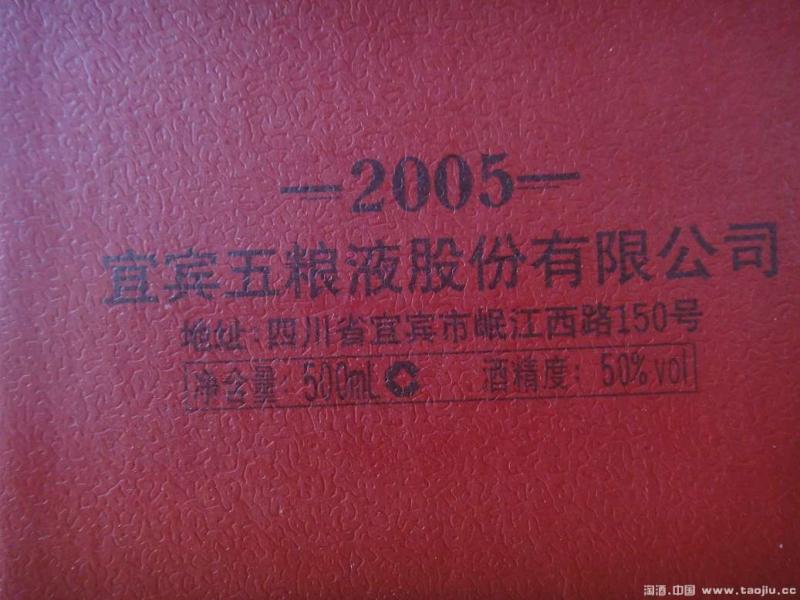 —2005—
宜宾五粮液股份有限公司
地址:四川省宜宾市岷江西路150号
净含量: 500mL C 酒精度: 50%vol
淘酒.中国 www.taojiu.cc